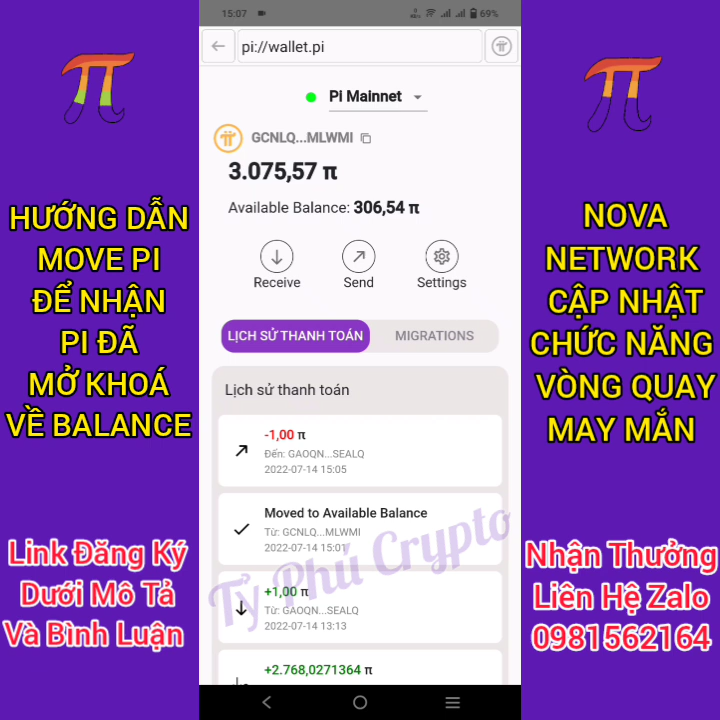 15:07
69%
pi://wallet.pi
Pi Mainnet
GCNLQ...MLWMI
3.075,57 π
Available Balance: 306,54 π
Receive
Send
Settings
LỊCH SỬ THANH TOÁN
MIGRATIONS
Lịch sử thanh toán
-1,00 π
Đến: GAOQN...SEALQ
2022-07-14 15:05
Moved to Available Balance
Từ: GCNLQ...MLWMI
2022-07-14 15:01
+1,00 π
Từ: GAOQN...SEALQ
2022-07-14 13:13
+2.768,0271364 π
Tỷ Phú Crypto
HƯỚNG DẪN
MOVE PI
ĐỂ NHẬN
PI ĐÃ
MỞ KHOÁ
VỀ BALANCE
Link Đăng Ký
Dưới Mô Tả
Và Bình Luận
NOVA
NETWORK
CẬP NHẬT
CHỨC NĂNG
VÒNG QUAY
MAY MẮN
Nhận Thưởng
Liên Hệ Zalo
0981562164